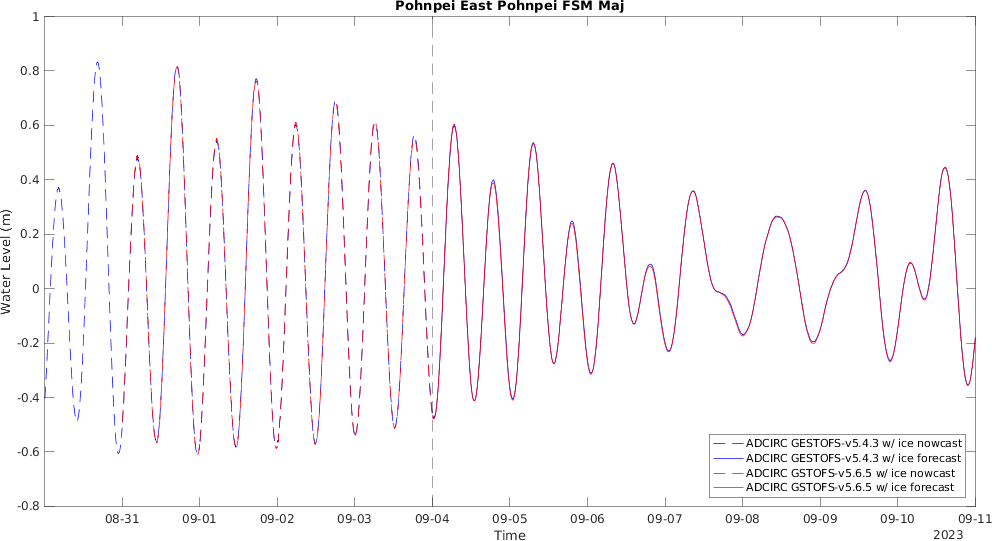 Pohnpei East Pohnpei FSM Maj
Water Level (m)
1
0.8
0.6
0.4
0.2
0
-0.2
-0.4
-0.6
-0.8
ADCIRC GESTOFS-v5.4.3 w/ ice nowcast
ADCIRC GESTOFS-v5.4.3 w/ ice forecast
ADCIRC GSTOFS-v5.6.5 w/ ice nowcast
ADCIRC GSTOFS-v5.6.5 w/ ice forecast
08-31 09-01 09-02 09-03 09-04 09-05 09-06 09-07 09-08 09-09 09-10 09-11
Time
2023